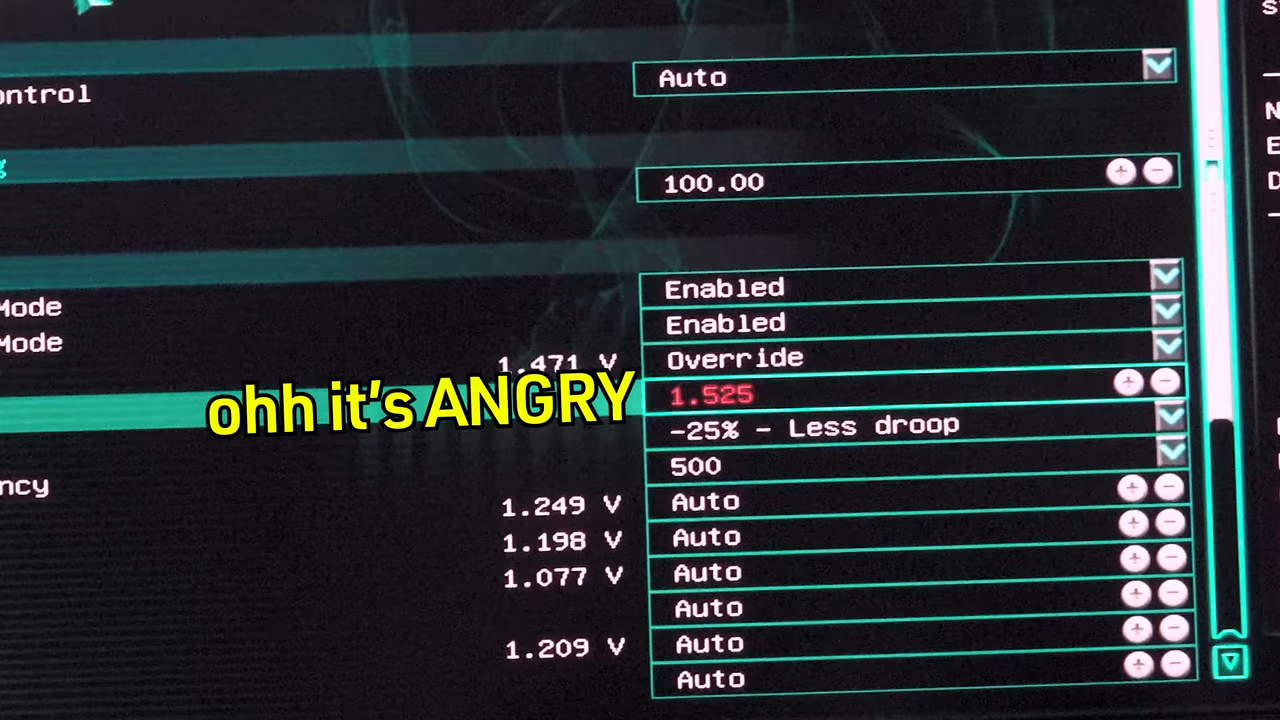 ontrol
Auto
g
100.00
Mode
Enabled
Mode
Enabled
1.471 V
Override
ohh it's ANGRY
1.525
-25% - Less droop
ncy
500
1.249 V
Auto
1.198 V
Auto
1.077 V
Auto
Auto
1.209 V
Auto
Auto
N
E
D